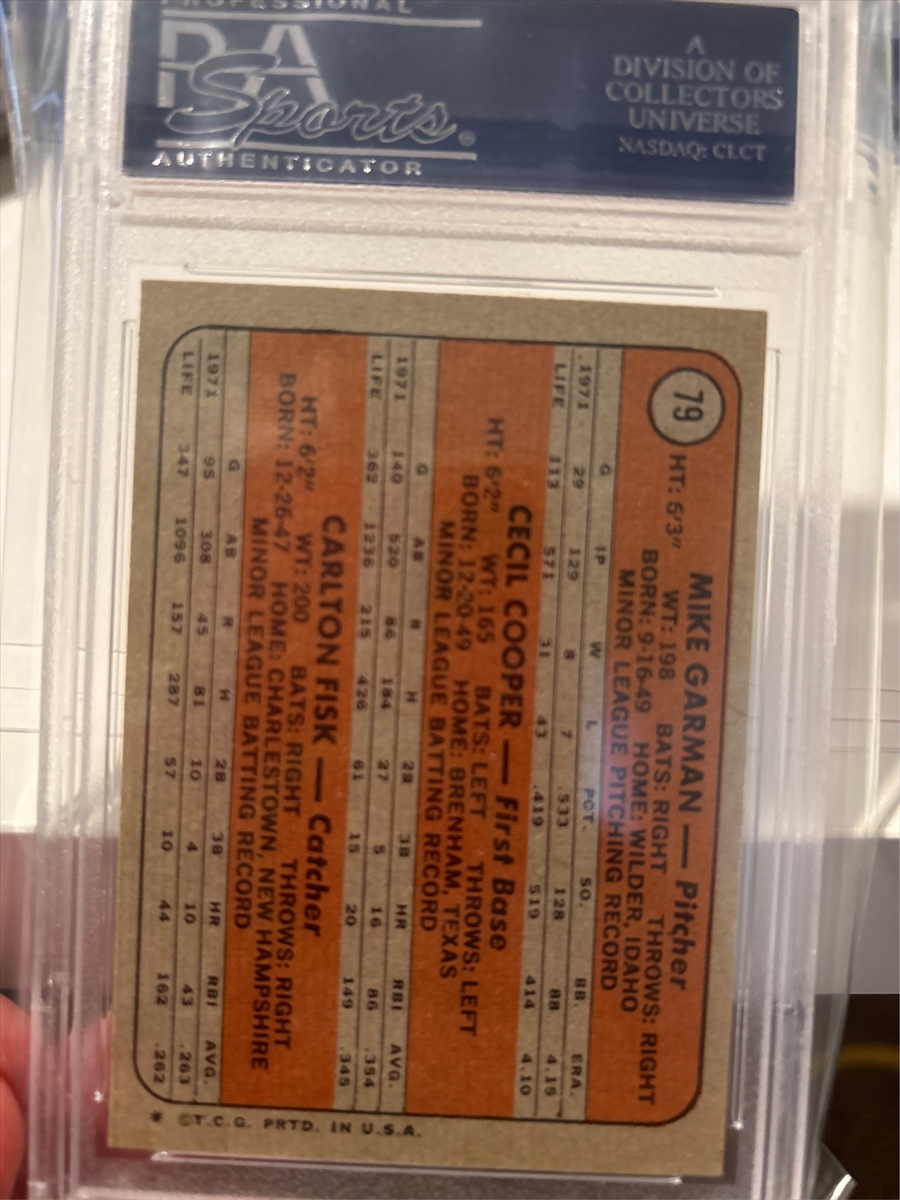 PROFESSIONAL
PSA
Sports®
AUTHENTICATOR
A
DIVISION OF
COLLECTORS
UNIVERSE
NASDAQ: CLCT
79
MIKE GARMAN — Pitcher
HT: 6'3" WT: 198 BATS: RIGHT THROWS: RIGHT
BORN: 9-16-49 HOME: WILDER, IDAHO
MINOR LEAGUE PITCHING RECORD
G IP W L PCT. SO. BB. ERA.
1971 29 129 8 7 .533 128 88 4.15
LIFE 113 571 31 43 .419 519 414 4.10
CECIL COOPER — First Base
HT: 6'2" WT: 165 BATS: LEFT THROWS: LEFT
BORN: 12-20-49 HOME: BRENHAM, TEXAS
MINOR LEAGUE BATTING RECORD
G AB R H 2B 3B HR RBI AVG.
1971 140 520 86 184 27 5 16 86 .354
LIFE 362 1236 215 426 61 15 20 149 .345
CARLTON FISK — Catcher
HT: 6'2" WT: 200 BATS: RIGHT THROWS: RIGHT
BORN: 12-26-47 HOME: CHARLESTOWN, NEW HAMPSHIRE
MINOR LEAGUE BATTING RECORD
G AB R H 2B 3B HR RBI AVG.
1971 95 308 45 81 10 4 10 43 .263
LIFE 347 1096 157 287 57 10 44 162 .262
* ©T.C.G. PRTD. IN U.S.A.